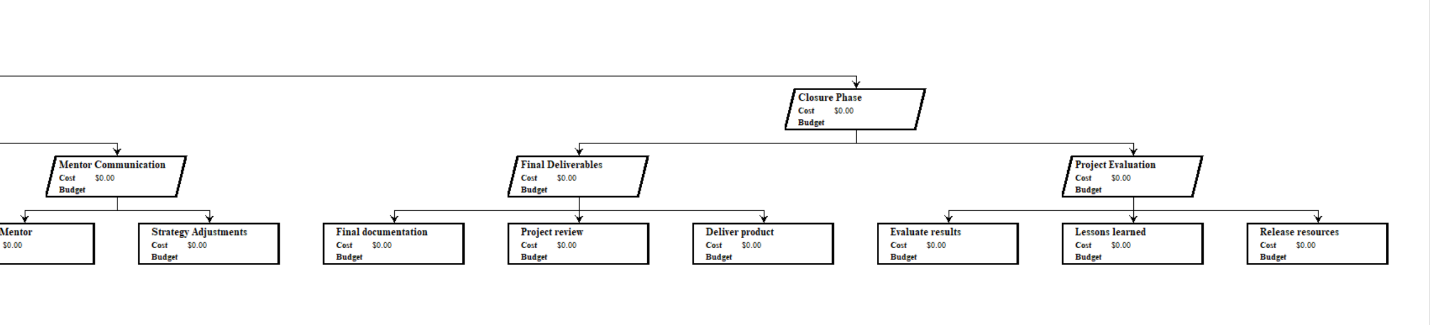 Closure Phase
Cost $0.00
Budget
Mentor Communication
Cost $0.00
Budget
Final Deliverables
Cost $0.00
Budget
Project Evaluation
Cost $0.00
Budget
Mentor
$0.00
Strategy Adjustments
Cost $0.00
Budget
Final documentation
Cost $0.00
Budget
Project review
Cost $0.00
Budget
Deliver product
Cost $0.00
Budget
Evaluate results
Cost $0.00
Budget
Lessons learned
Cost $0.00
Budget
Release resources
Cost $0.00
Budget